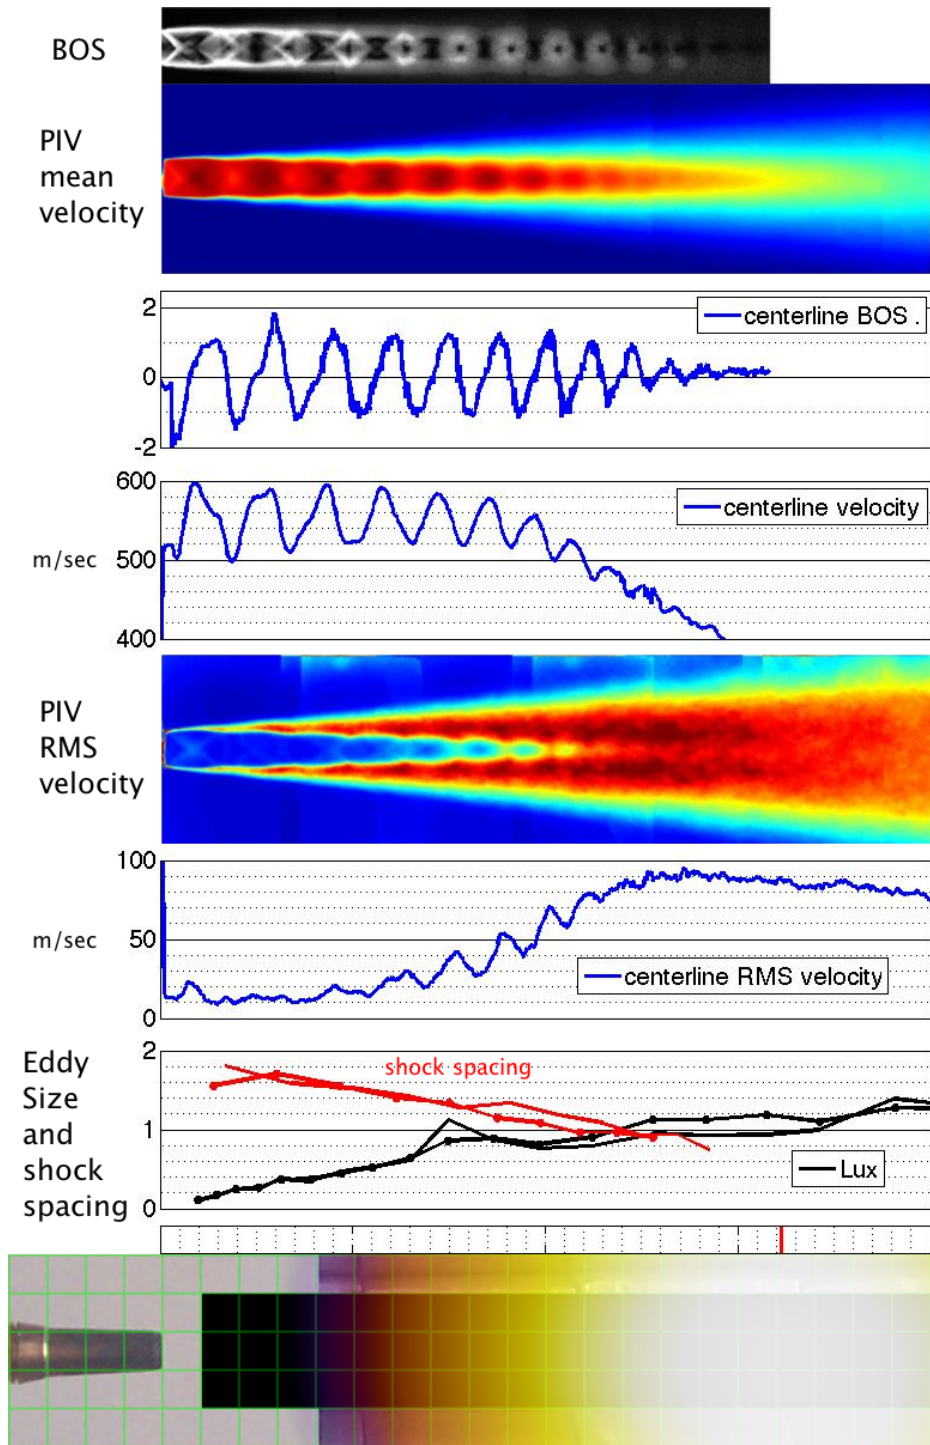 BOS
PIV
mean
velocity
2
0
-2
centerline BOS .
600
500
400
m/sec
centerline velocity
PIV
RMS
velocity
100
50
0
m/sec
centerline RMS velocity
Eddy
Size
and
shock
spacing
2
1
0
shock spacing
Lux